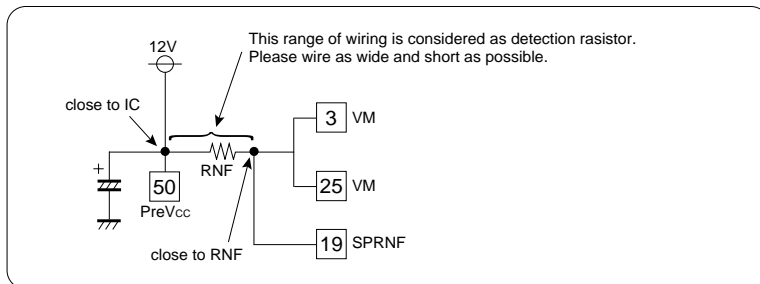 This range of wiring is considered as detection rasistor.
Please wire as wide and short as possible.
12V
close to IC
3 VM
+
RNF
50
25 VM
PreVcc
close to RNF
19 SPRNF